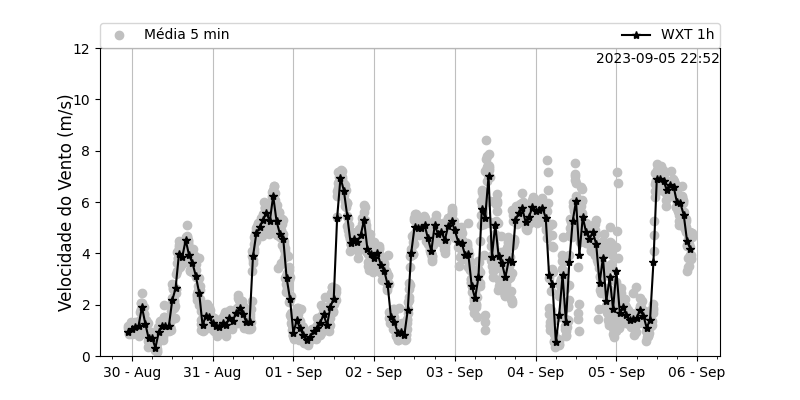 Média 5 min
WXT 1h
2023-09-05 22:52
Velocidade do Vento (m/s)
12
10
8
6
4
2
0
30 - Aug
31 - Aug
01 - Sep
02 - Sep
03 - Sep
04 - Sep
05 - Sep
06 - Sep